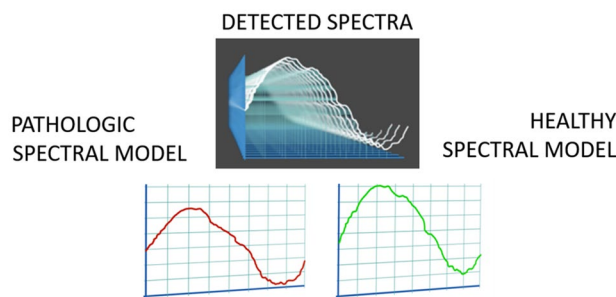 DETECTED SPECTRA
PATHOLOGIC
SPECTRAL MODEL
HEALTHY
SPECTRAL MODEL